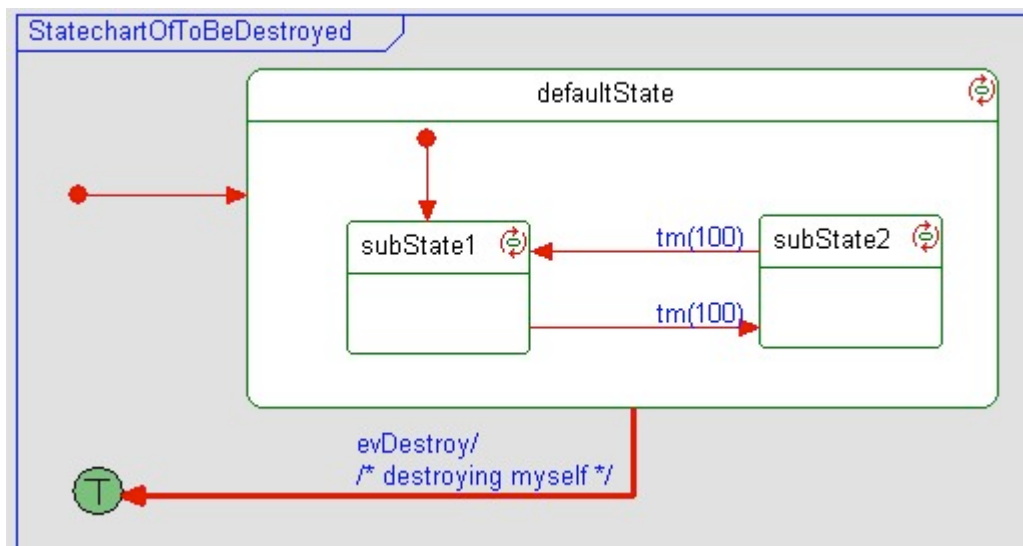 StatechartOfToBeDestroyed
defaultState
subState1
tm(100)
subState2
tm(100)
evDestroy/
/* destroying myself */
T